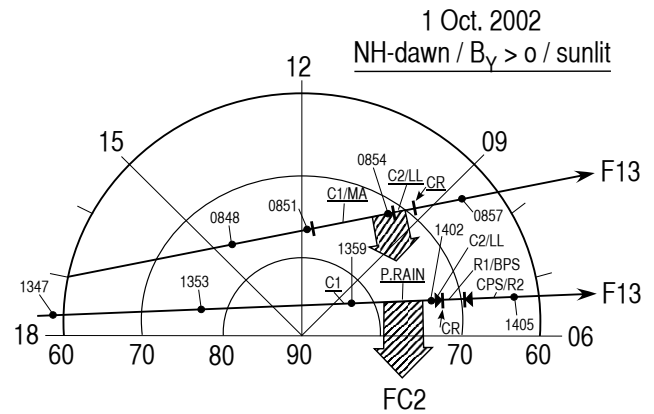 1 Oct. 2002
NH-dawn / BY > o / sunlit
12
15
09
0854
C2/LL
CR
F13
C1/MA
0851
0857
0848
1402
1359
C2/LL
R1/BPS
1347
1353
C1
P.RAIN
CPS/R2
F13
18
CR
1405
06
60
70
80
90
70
60
FC2